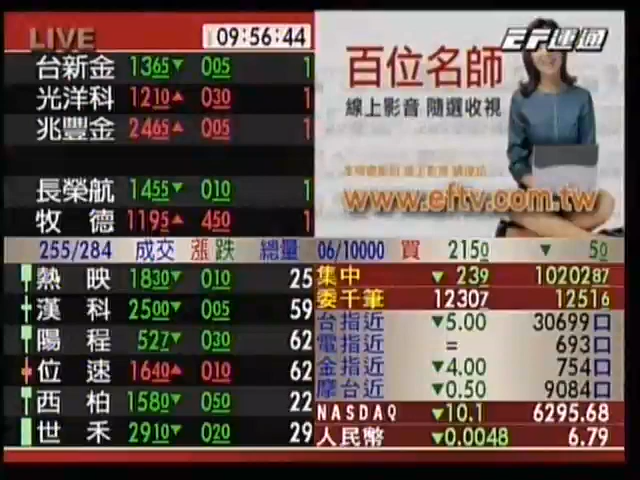 LIVE 09:56:44
台新金 1365▼ 005 1
光洋科 1210▲ 030 1
兆豐金 2465▲ 005 1
長榮航 1455▼ 010 1
牧德 1195▲ 450 1
EF運通
百位名師
線上影音 隨選收視
www.eftv.com.tw
255/284 成交 漲跌 總量 06/10000 買 2150 ▼ 50
熱映 1830▼ 010 25
漢科 2500▼ 005 59
陽程 527▼ 030 62
位速 1640▲ 010 62
西柏 1580▼ 050 22
世禾 2910▼ 020 29
集中 ▼ 239 1020287
委千筆 12307 12516
台指近 ▼5.00 30699口
電指近 = 693口
金指近 ▼4.00 754口
摩台近 ▼0.50 9084口
NASDAQ ▼10.1 6295.68
人民幣 ▼0.0048 6.79